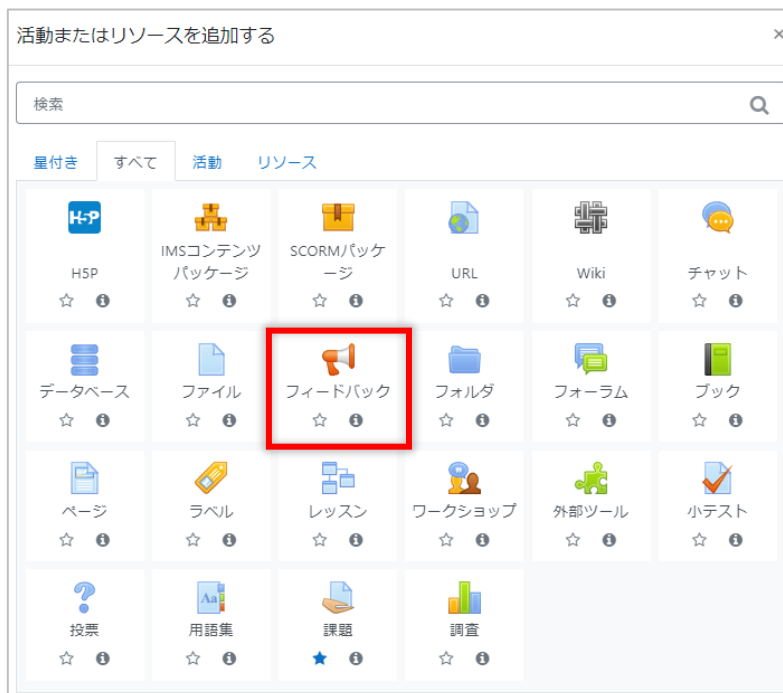 活動またはリソースを追加する
×
検索
星付き すべて 活動 リソース
H5P
H5P
IMSコンテンツ
パッケージ
SCORMパッケ
ージ
URL
Wiki
チャット
データベース
ファイル
フィードバック
フォルダ
フォーラム
ブック
ページ
Aa
ラベル
レッスン
ワークショップ
外部ツール
小テスト
投票
用語集
課題
調査